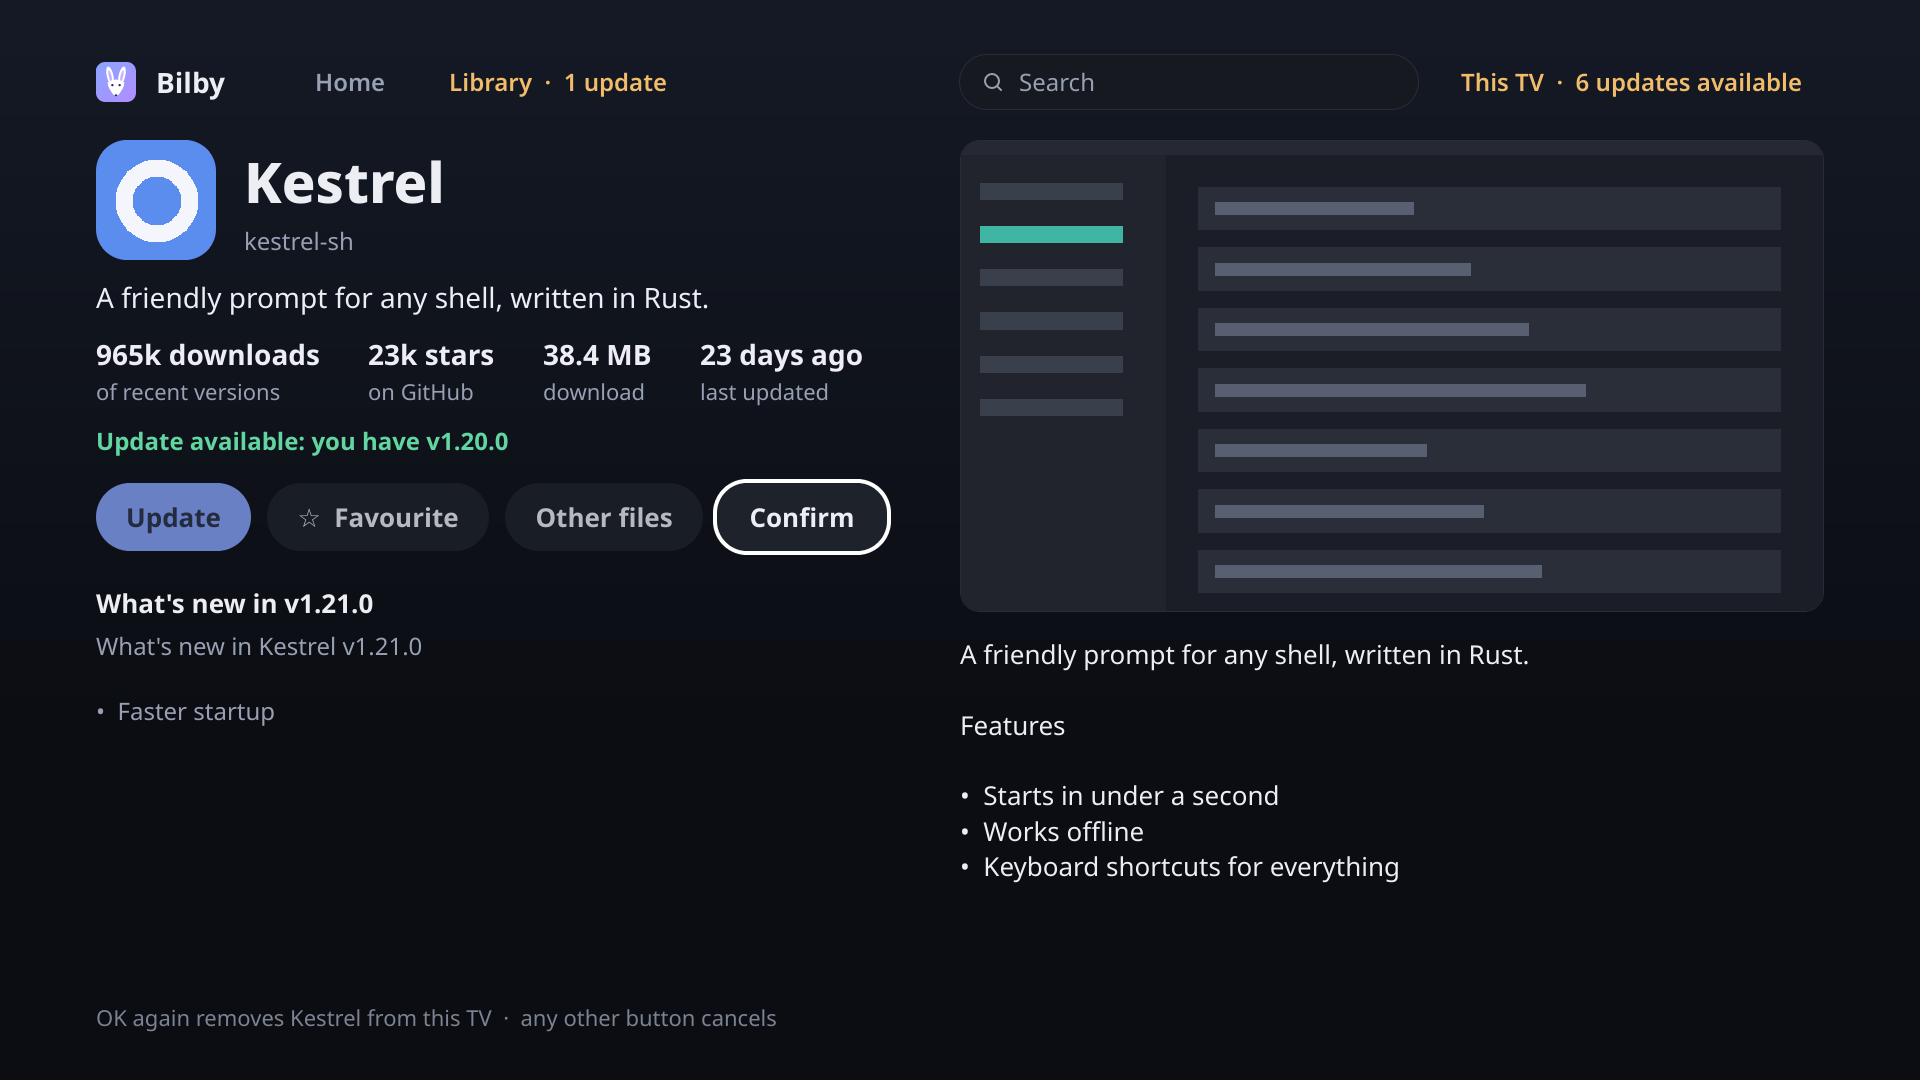 Bilby
Home
Library · 1 update
Search
This TV · 6 updates available
Kestrel
kestrel-sh
A friendly prompt for any shell, written in Rust.
965k downloads
of recent versions
23k stars
on GitHub
38.4 MB
download
23 days ago
last updated
Update available: you have v1.20.0
Update
☆ Favourite
Other files
Confirm
What's new in v1.21.0
What's new in Kestrel v1.21.0
• Faster startup
A friendly prompt for any shell, written in Rust.
Features
• Starts in under a second
• Works offline
• Keyboard shortcuts for everything
OK again removes Kestrel from this TV · any other button cancels